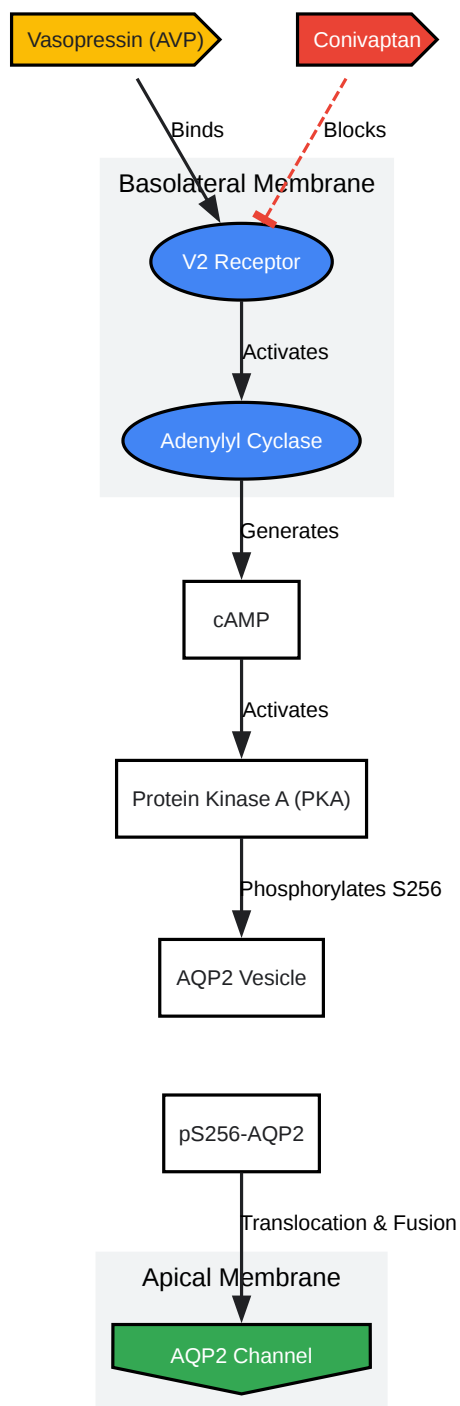 Vasopressin (AVP)
Conivaptan
Binds
Blocks
Basolateral Membrane
V2 Receptor
Activates
Adenylyl Cyclase
Generates
cAMP
Activates
Protein Kinase A (PKA)
Phosphorylates S256
AQP2 Vesicle
pS256-AQP2
Translocation & Fusion
Apical Membrane
AQP2 Channel